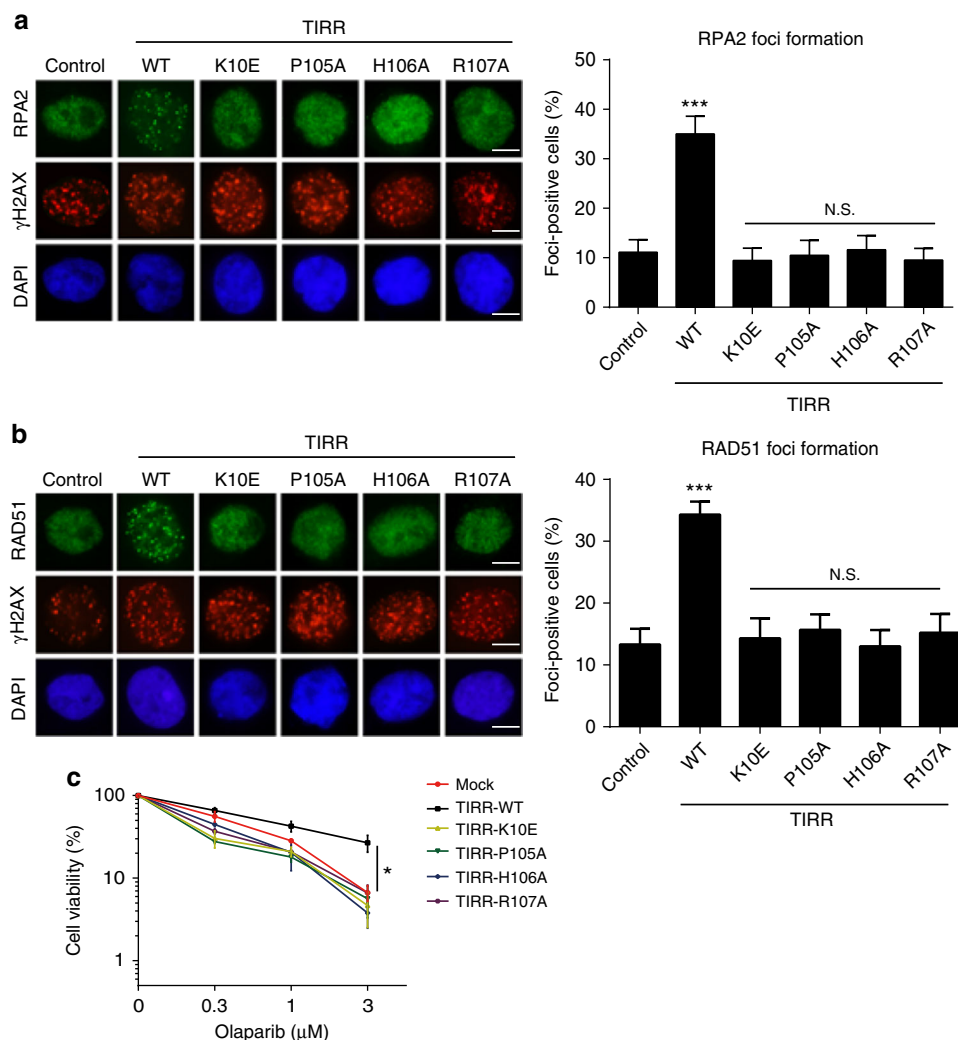 a
TIRR
Control WT K10E P105A H106A R107A
RPA2
γH2AX
DAPI
RPA2 foci formation
Foci-positive cells (%)
50
40
30
20
10
0
***
N.S.
Control WT K10E P105A H106A R107A
TIRR
b
TIRR
Control WT K10E P105A H106A R107A
RAD51
γH2AX
DAPI
RAD51 foci formation
Foci-positive cells (%)
40
30
20
10
0
***
N.S.
Control WT K10E P105A H106A R107A
TIRR
c
Cell viability (%)
100
10
1
0 0.3 1 3
Olaparib (μM)
*
Mock
TIRR-WT
TIRR-K10E
TIRR-P105A
TIRR-H106A
TIRR-R107A